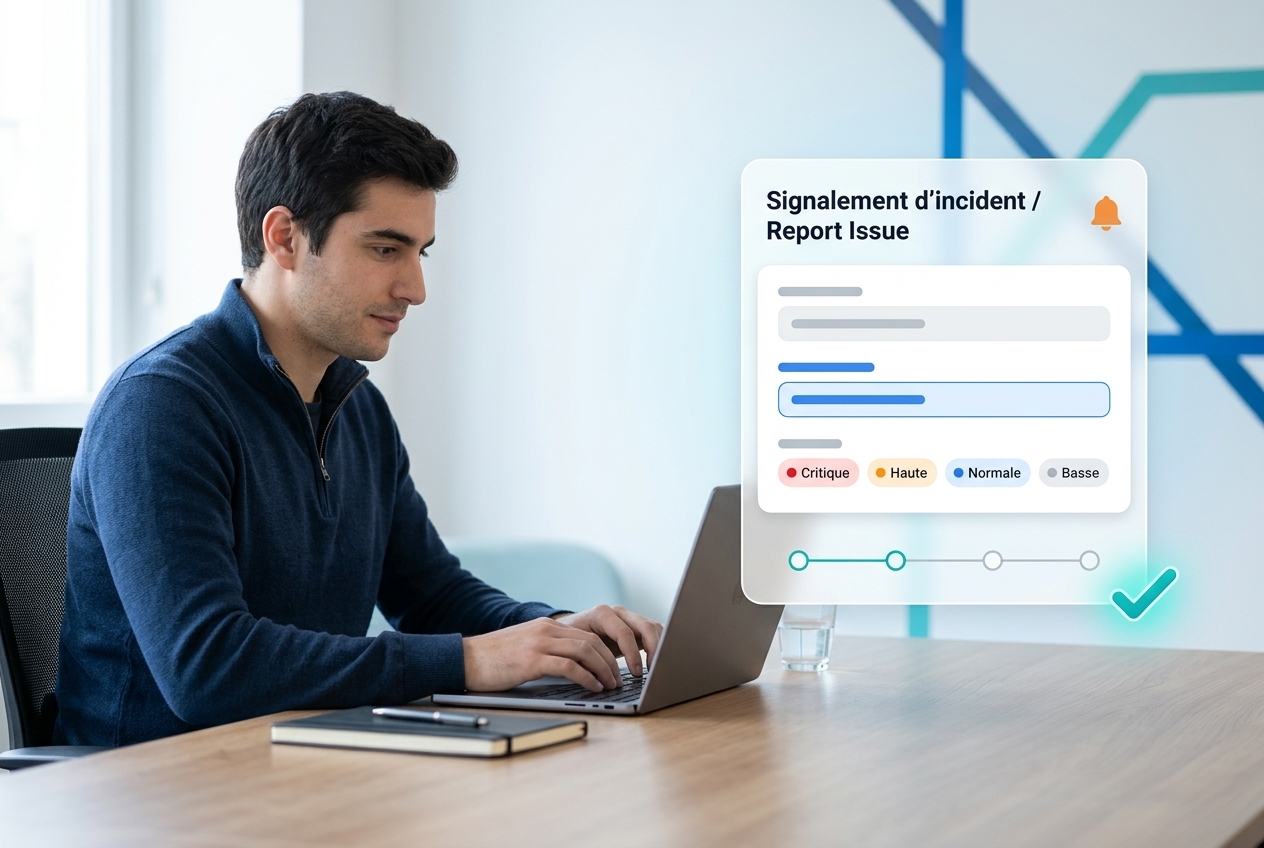 Signalement d’incident /
Report Issue
Critique
Haute
Normale
Basse